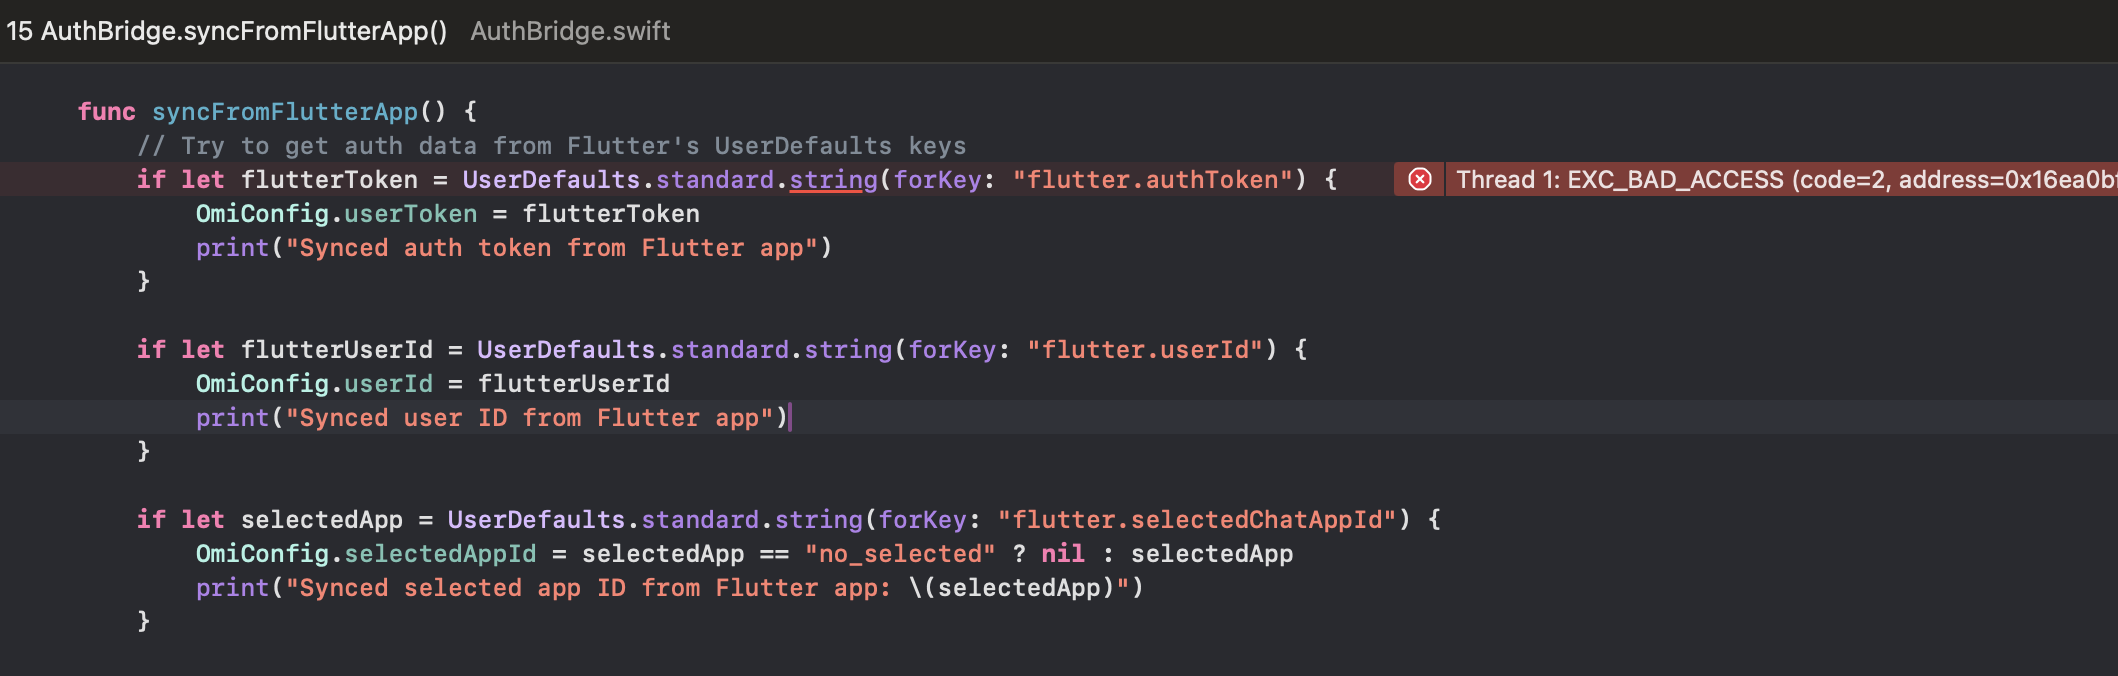 15 AuthBridge.syncFromFlutterApp() AuthBridge.swift
func syncFromFlutterApp() {
// Try to get auth data from Flutter's UserDefaults keys
if let flutterToken = UserDefaults.standard.string(forKey: "flutter.authToken") { Thread 1: EXC_BAD_ACCESS (code=2, address=0x16ea0bf
OmiConfig.userToken = flutterToken
print("Synced auth token from Flutter app")
}
if let flutterUserId = UserDefaults.standard.string(forKey: "flutter.userId") {
OmiConfig.userId = flutterUserId
print("Synced user ID from Flutter app")
}
if let selectedApp = UserDefaults.standard.string(forKey: "flutter.selectedChatAppId") {
OmiConfig.selectedAppId = selectedApp == "no_selected" ? nil : selectedApp
print("Synced selected app ID from Flutter app: \(selectedApp)")
}